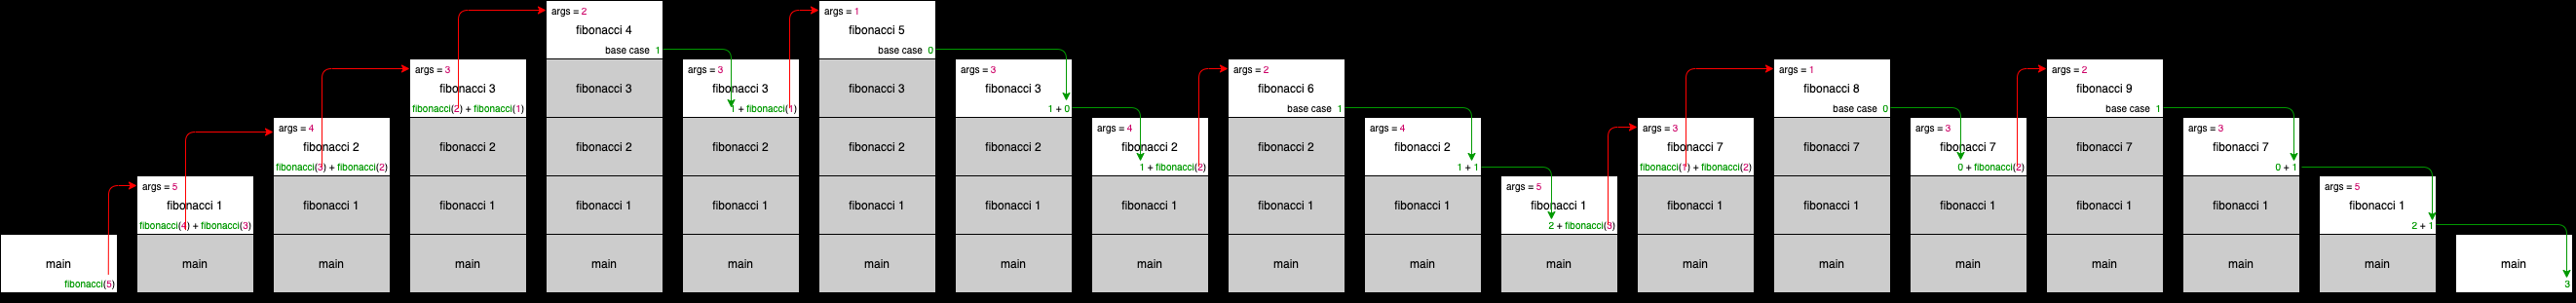 main
fibonacci(5)
args = 5
fibonacci 1
fibonacci(4) + fibonacci(3)
main
args = 4
fibonacci 2
fibonacci(3) + fibonacci(2)
fibonacci 1
main
args = 3
fibonacci 3
fibonacci(2) + fibonacci(1)
fibonacci 2
fibonacci 1
main
args = 2
fibonacci 4
base case 1
fibonacci 3
fibonacci 2
fibonacci 1
main
args = 3
fibonacci 3
1 + fibonacci(1)
fibonacci 2
fibonacci 1
main
args = 1
fibonacci 5
base case 0
fibonacci 3
fibonacci 2
fibonacci 1
main
args = 3
fibonacci 3
1 + 0
fibonacci 2
fibonacci 1
main
args = 4
fibonacci 2
1 + fibonacci(2)
fibonacci 1
main
args = 2
fibonacci 6
base case 1
fibonacci 2
fibonacci 1
main
args = 4
fibonacci 2
1 + 1
fibonacci 1
main
args = 5
fibonacci 1
2 + fibonacci(3)
main
args = 3
fibonacci 7
fibonacci(1) + fibonacci(2)
fibonacci 1
main
args = 1
fibonacci 8
base case 0
fibonacci 7
fibonacci 1
main
args = 3
fibonacci 7
0 + fibonacci(2)
fibonacci 1
main
args = 2
fibonacci 9
base case 1
fibonacci 7
fibonacci 1
main
args = 3
fibonacci 7
0 + 1
fibonacci 1
main
args = 5
fibonacci 1
2 + 1
main
main
3